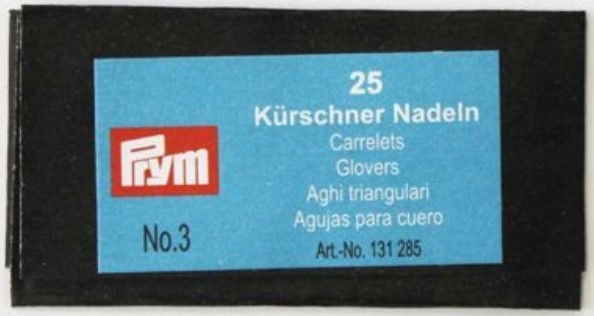 25
Kürschner Nadeln
Carrelets
Glovers
Aghi triangulari
Agujas para cuero
Art.-No. 131 285
Prym
No.3